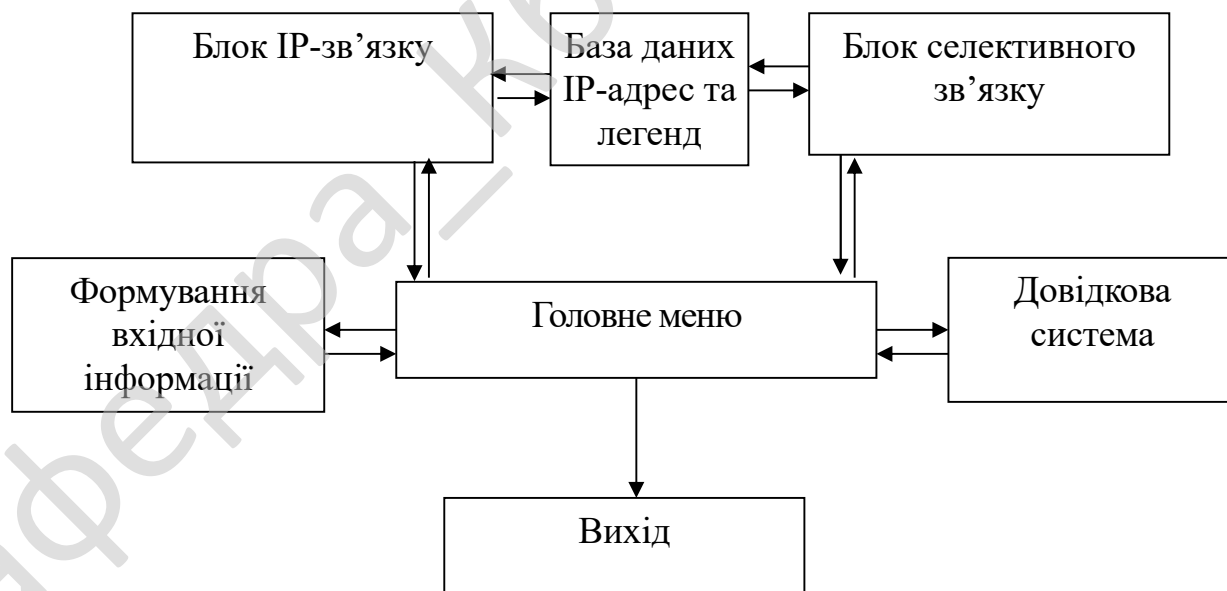 Блок IP-зв’язку
База даних
IP-адрес та
легенд
Блок селективного
зв’язку
Формування
вхідної
інформації
Головне меню
Довідкова
система
Вихід